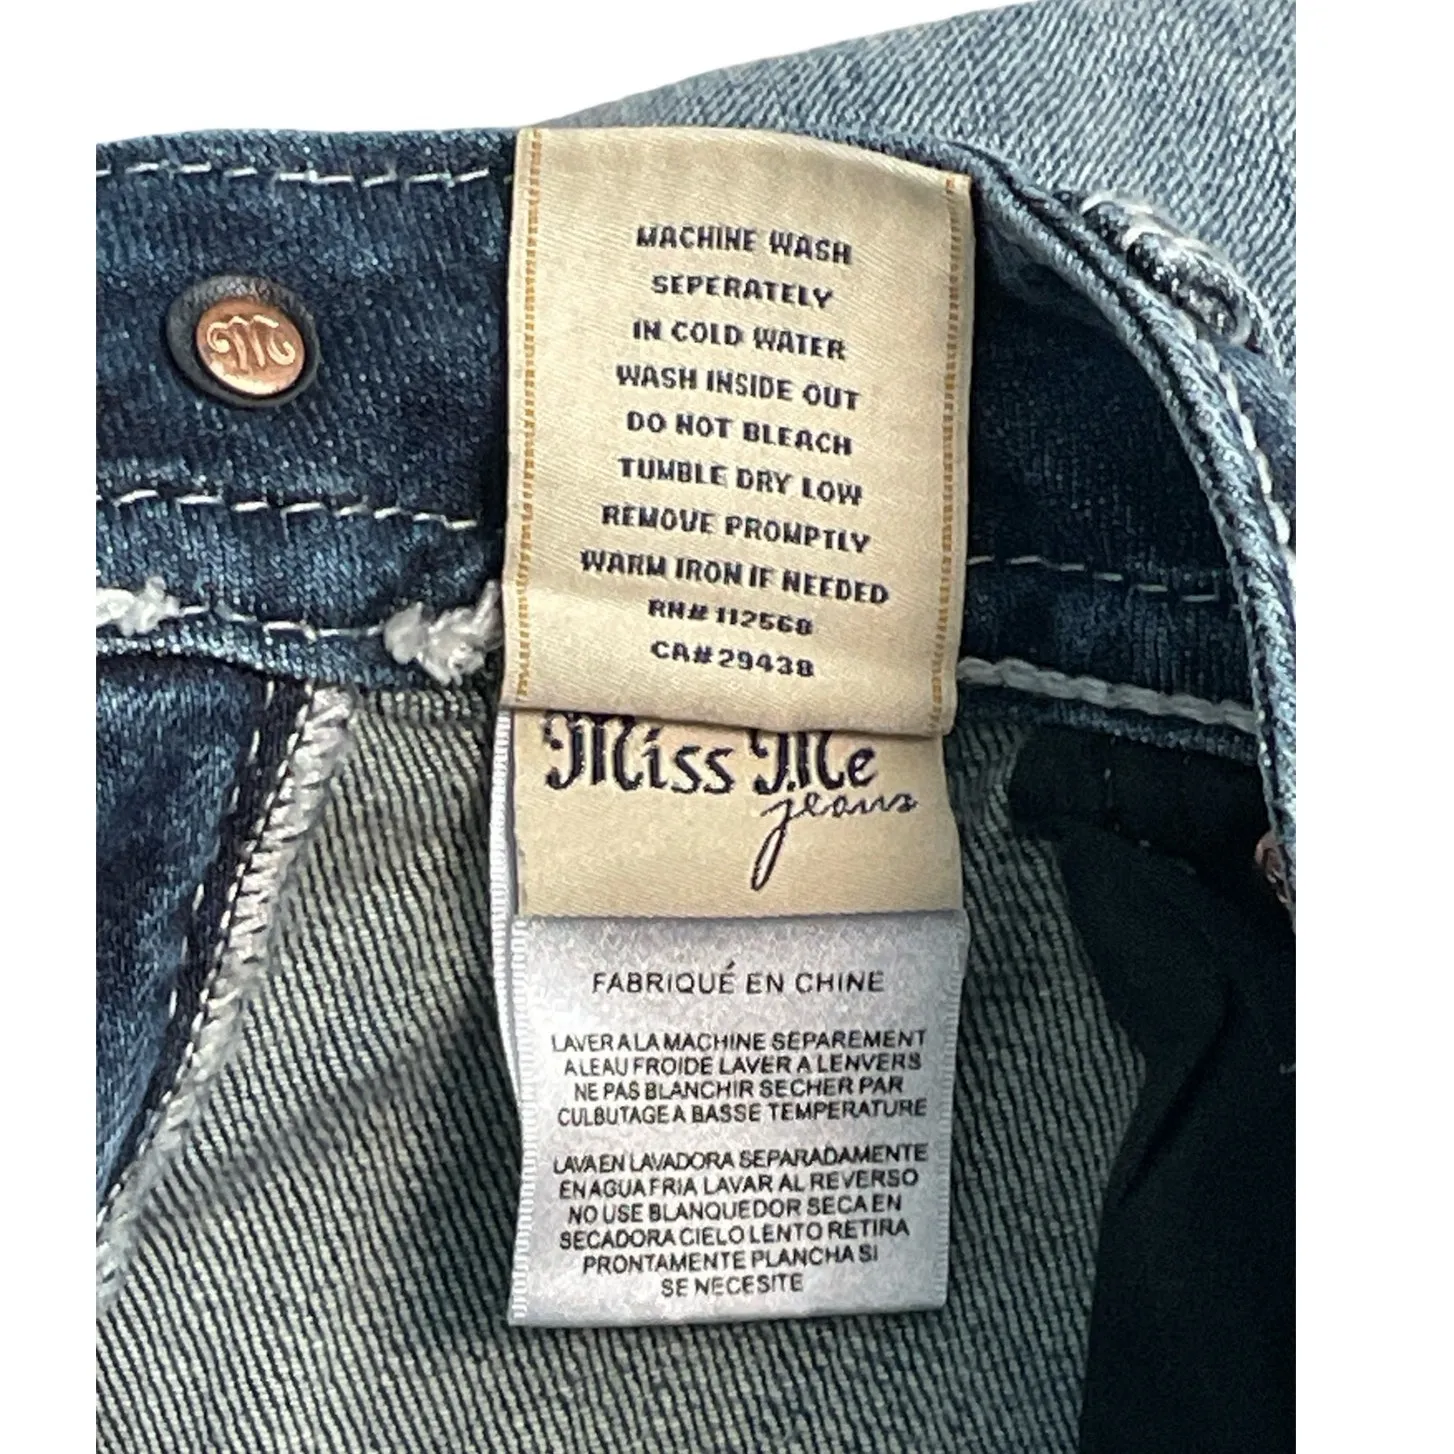 MACHINE WASH
SEPERATELY
IN COLD WATER
WASH INSIDE OUT
DO NOT BLEACH
TUMBLE DRY LOW
REMOVE PROMPTLY
WARM IRON IF NEEDED
RN# 112568
CA# 29438
M
Miss Me
jeans
FABRIQUÉ EN CHINE
LAVER A LA MACHINE SEPAREMENT
A LEAU FROIDE LAVER A LENVERS
NE PAS BLANCHIR SECHER PAR
CULBUTAGE A BASSE TEMPERATURE
LAVA EN LAVADORA SEPARADAMENTE
EN AGUA FRIA LAVAR AL REVERSO
NO USE BLANQUEDOR SECA EN
SECADORA CIELO LENTO RETIRA
PRONTAMENTE PLANCHA SI
SE NECESITE